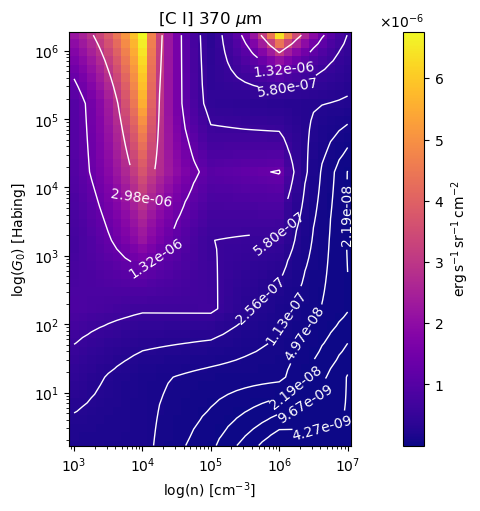 [C I] 370 μm
×10⁻⁶
10⁶
10⁵
10⁴
10³
10²
10¹
log(G₀) [Habing]
1.32e-06
5.80e-07
2.98e-06
1.32e-06
5.80e-07
2.19e-08
2.56e-07
1.13e-07
4.97e-08
2.19e-08
9.67e-09
4.27e-09
10³
10⁴
10⁵
10⁶
10⁷
log(n) [cm⁻³]
6
5
4
3
2
1
erg s⁻¹ sr⁻¹ cm⁻²